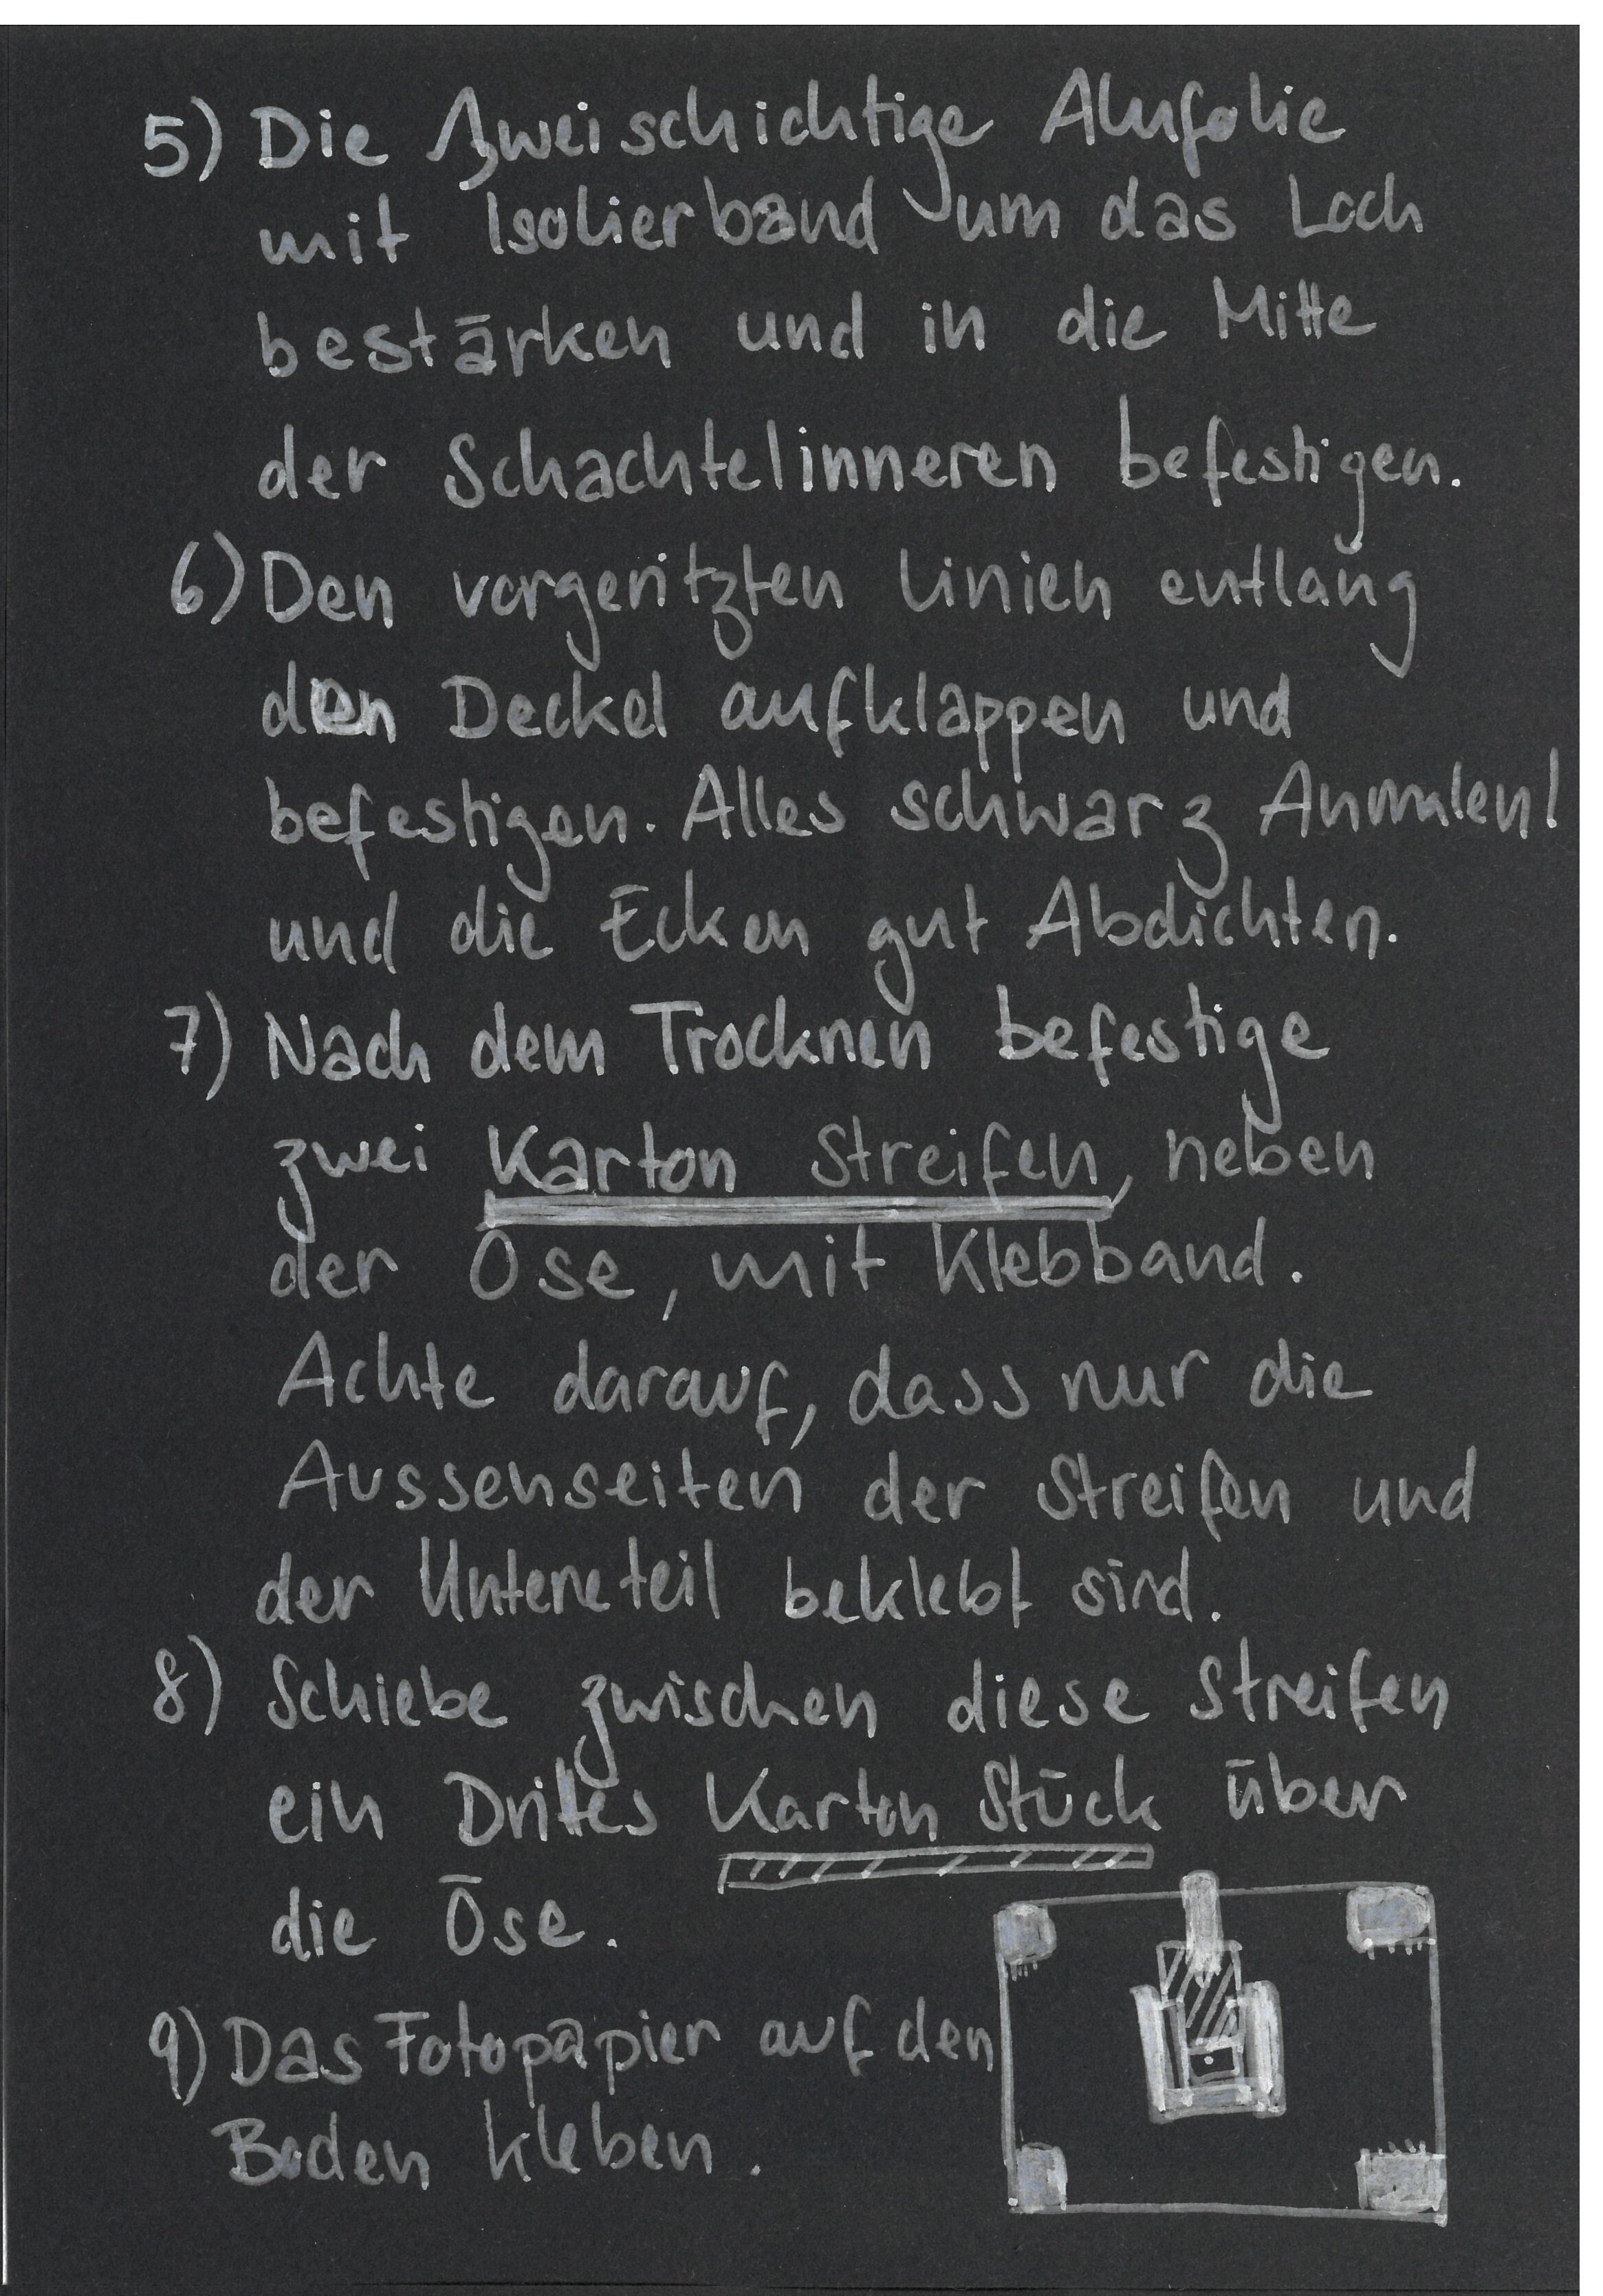 5) Die zweischichtige Alufolie
mit Isolierband um das Loch
bestärken und in die Mitte
der Schachtelinneren befestigen.
6) Den vorgeritzten Linien entlang
den Deckel aufklappen und
befestigen. Alles schwarz Anmalen!
und die Ecken gut Abdichten.
7) Nach dem Trocknen befestige
zwei Karton Streifen, neben
der Öse, mit Klebband.
Achte darauf, dass nur die
Aussenseiten der Streifen und
der Untereteil beklebt sind.
8) Schiebe zwischen diese Streifen
ein Drittes Karton Stück über
die Öse.
9) Das Fotopapier auf den
Boden kleben.